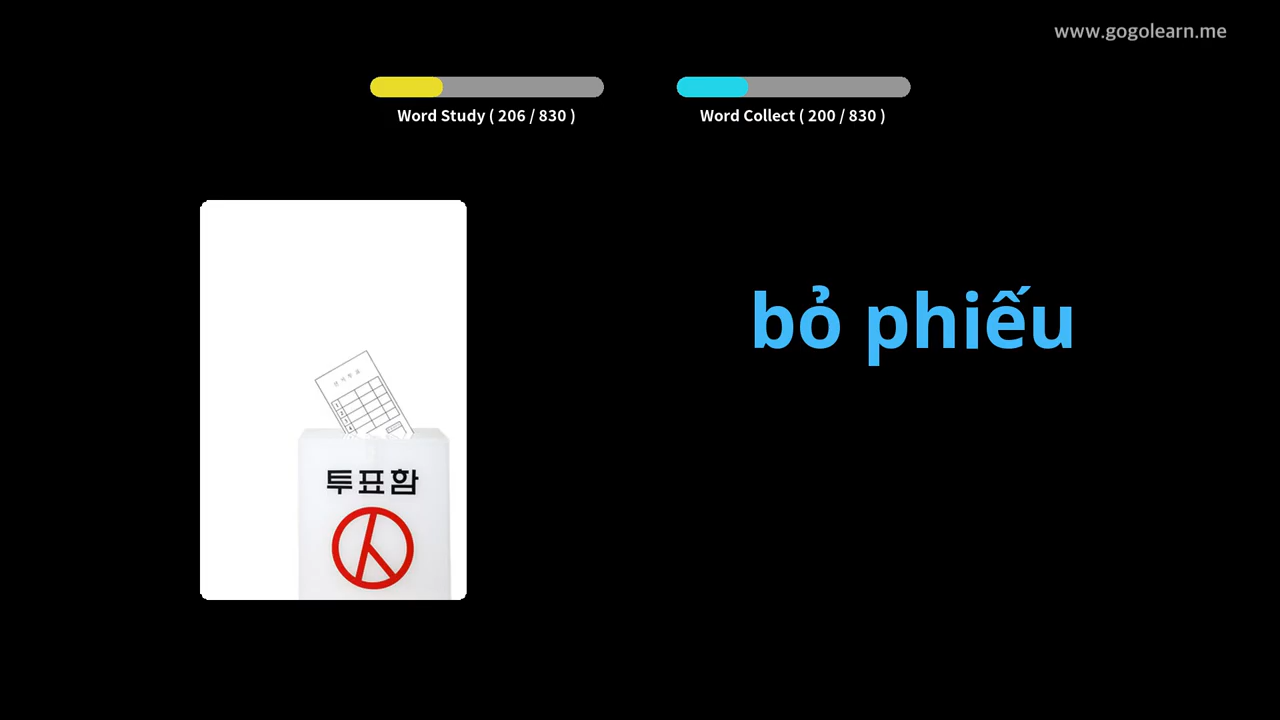 www.gogolearn.me
Word Study ( 206 / 830 )
Word Collect ( 200 / 830 )
bỏ phiếu
투표함